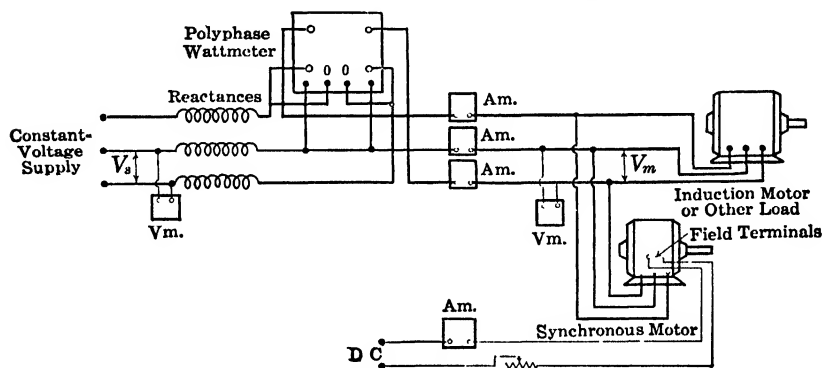 Polyphase
Wattmeter
Reactances
Constant-
Voltage
Supply
Vs
Vm.
Am.
Am.
Am.
Vm
Vm.
Induction Motor
or Other Load
Field Terminals
Synchronous Motor
Am.
D C